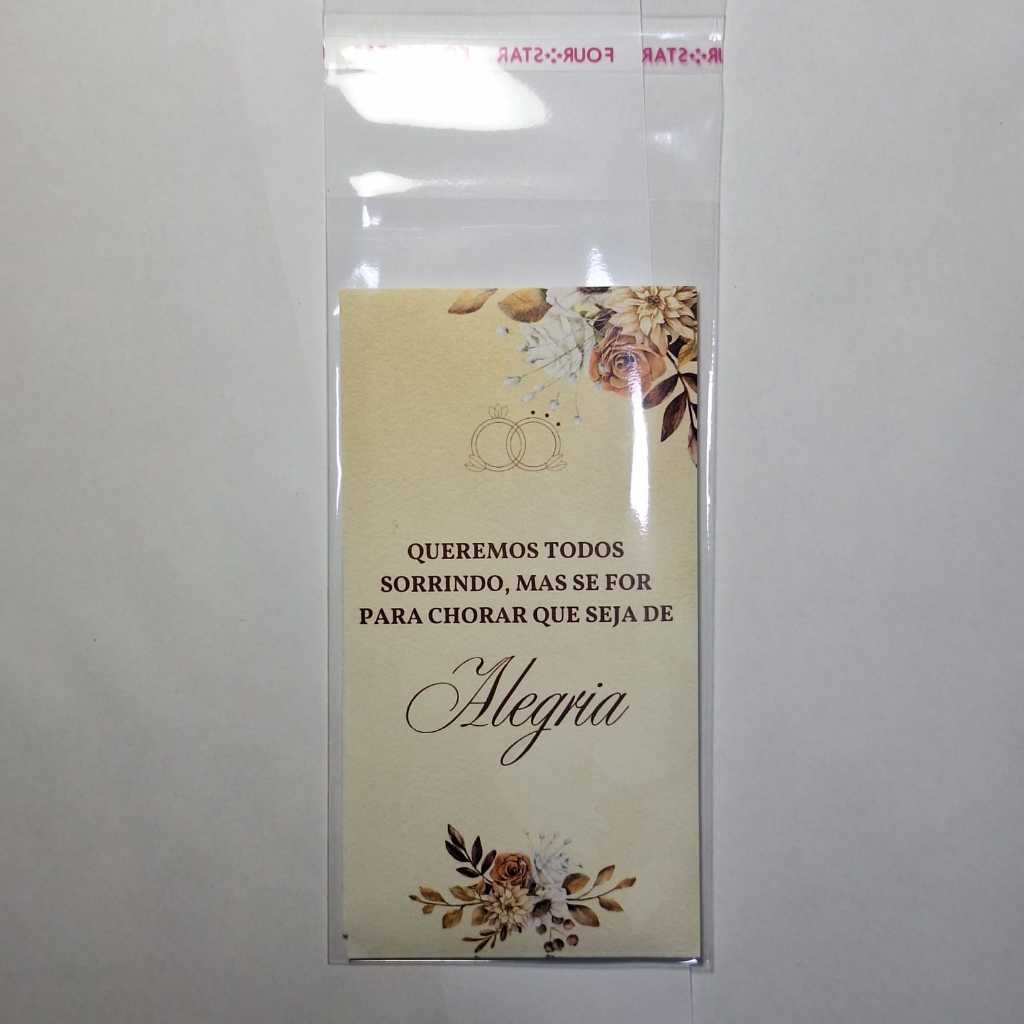 FOUR STAR
QUEREMOS TODOS
SORRINDO, MAS SE FOR
PARA CHORAR QUE SEJA DE
Alegria